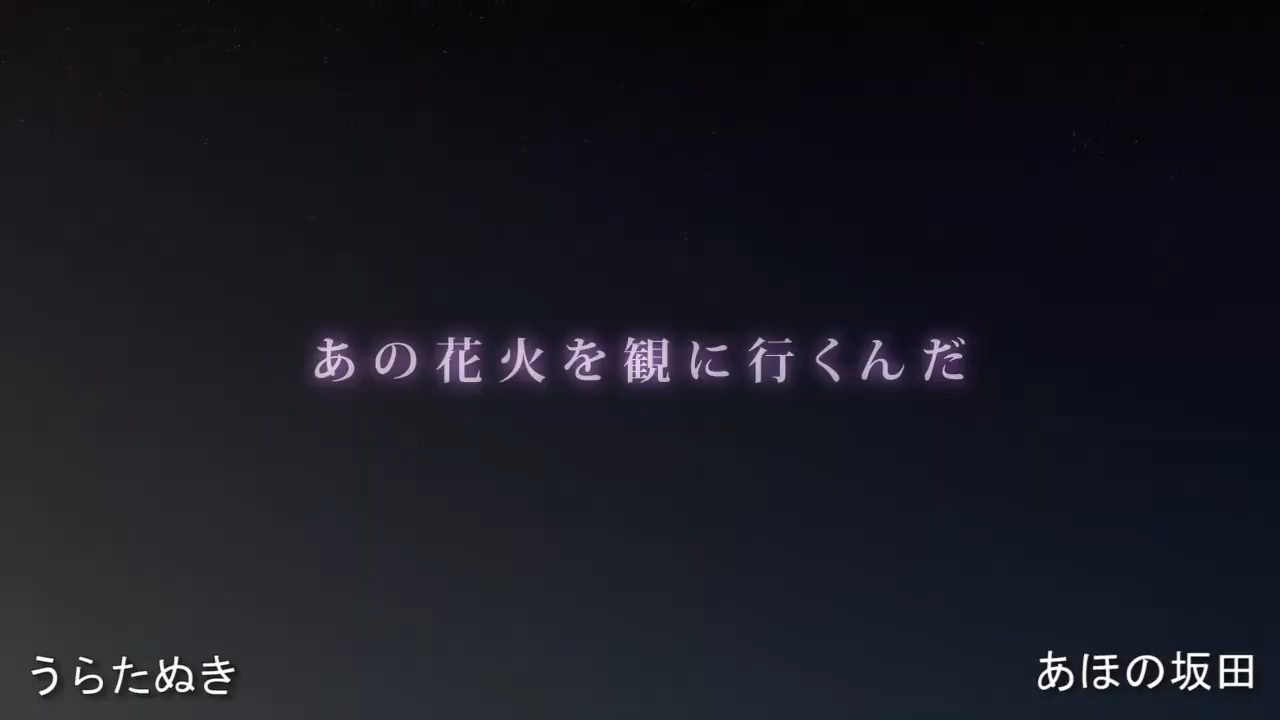 あの花火を観に行くんだ
うらたぬき
あほの坂田